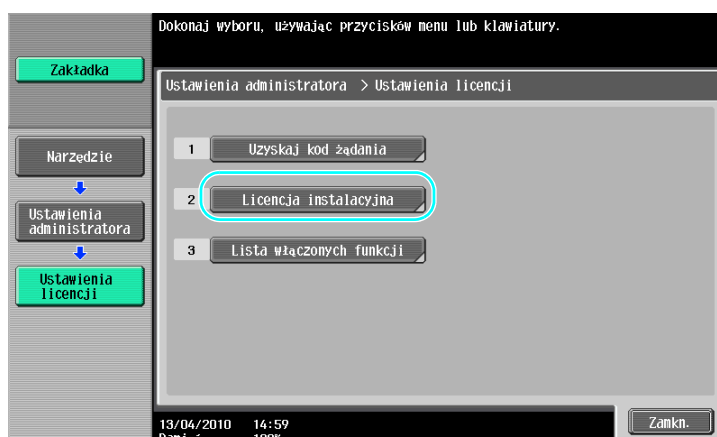 Dokonaj wyboru, używając przycisków menu lub klawiatury.
Zakładka
Ustawienia administratora > Ustawienia licencji
Narzędzie
Ustawienia
administratora
Ustawienia
licencji
1 Uzyskaj kod żądania
2 Licencja instalacyjna
3 Lista włączonych funkcji
13/04/2010 14:59
Zamkn.